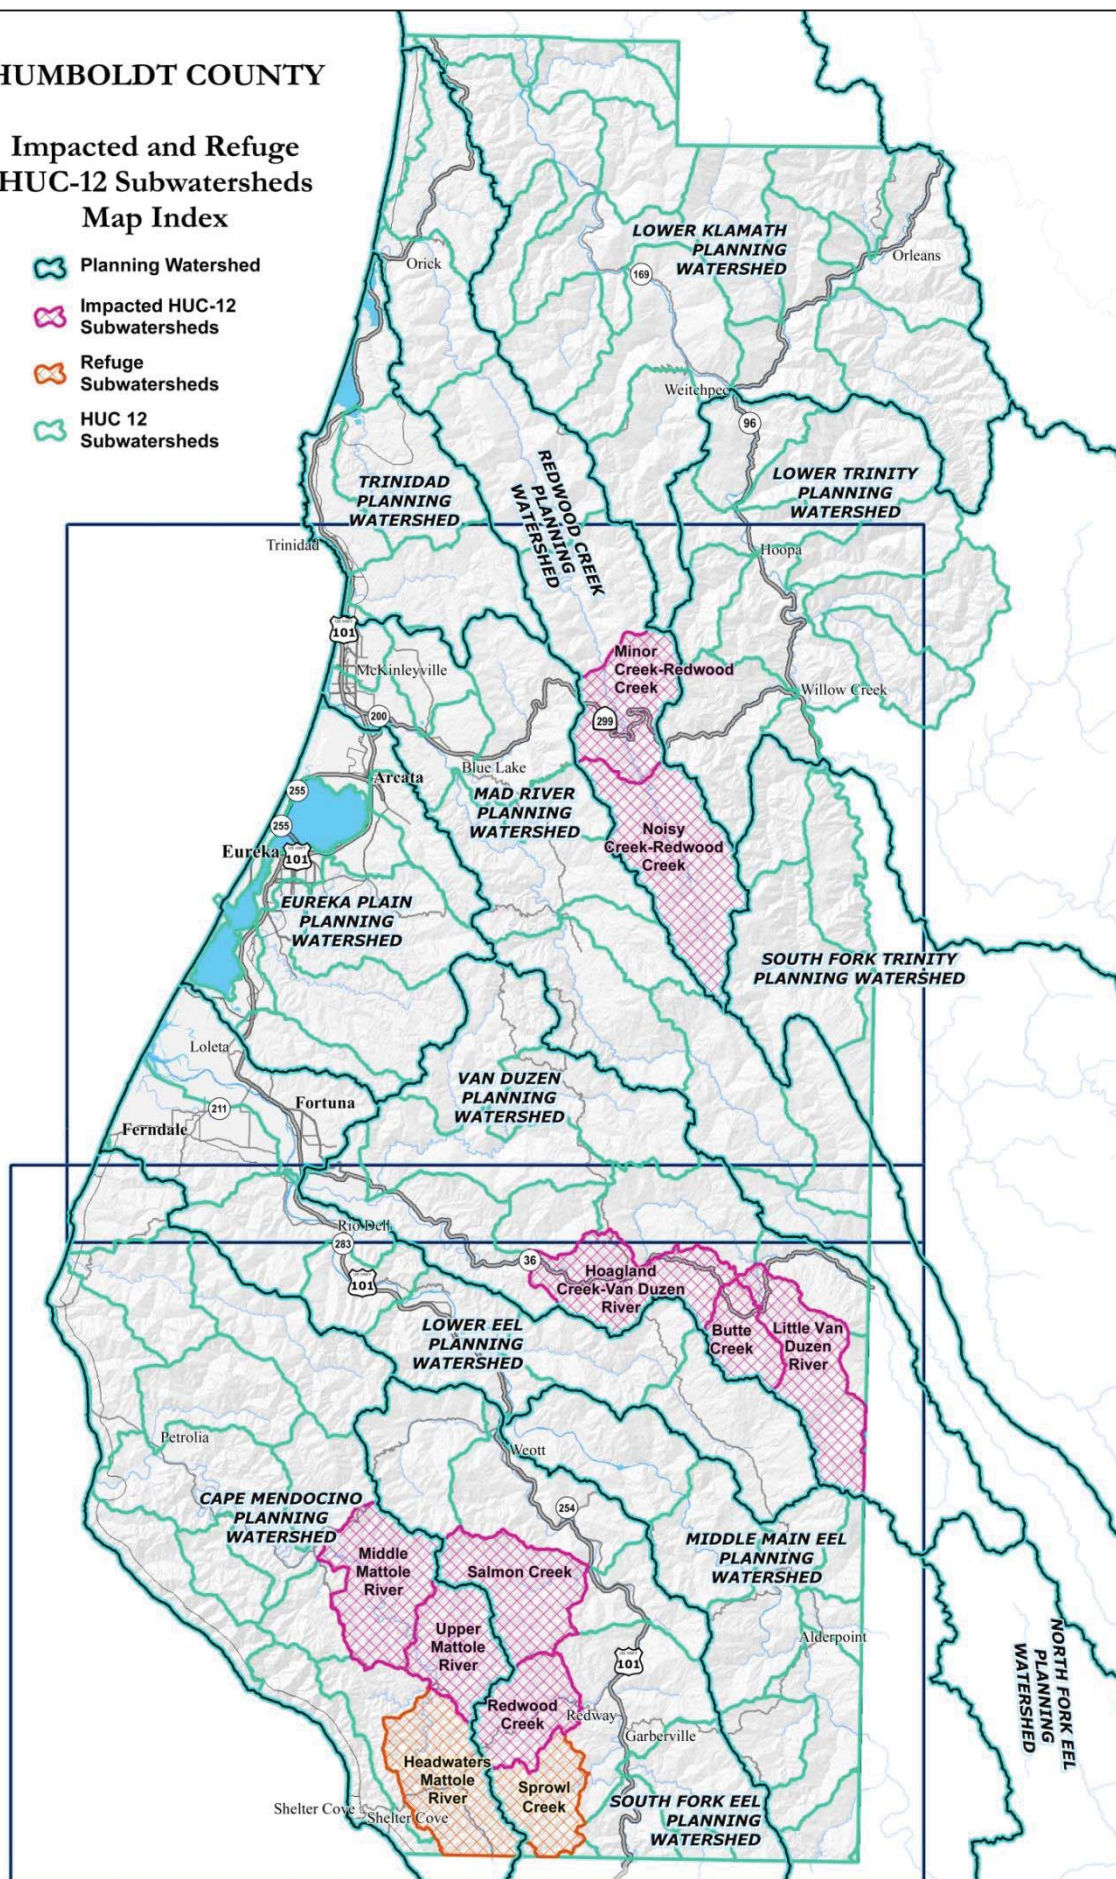 HUMBOLDT COUNTY
Impacted and Refuge
HUC-12 Subwatersheds
Map Index
Planning Watershed
Impacted HUC-12
Subwatersheds
Refuge
Subwatersheds
HUC 12
Subwatersheds
LOWER KLAMATH
PLANNING
WATERSHED
Orick
169
Orleans
Weitchpec
96
TRINIDAD
PLANNING
WATERSHED
REDWOOD CREEK
PLANNING
WATERSHED
LOWER TRINITY
PLANNING
WATERSHED
Trinidad
Hoopa
101
McKinleyville
Minor
Creek-Redwood
Creek
Willow Creek
200
299
Blue Lake
Arcata
255
MAD RIVER
PLANNING
WATERSHED
255
Eureka
101
Noisy
Creek-Redwood
Creek
EUREKA PLAIN
PLANNING
WATERSHED
SOUTH FORK TRINITY
PLANNING WATERSHED
Loleta
VAN DUZEN
PLANNING
WATERSHED
211
Fortuna
Ferndale
Rio Dell
283
101
36
Hoagland
Creek-Van Duzen
River
LOWER EEL
PLANNING
WATERSHED
Butte
Creek
Little Van
Duzen
River
Petrolia
Weott
CAPE MENDOCINO
PLANNING
WATERSHED
254
MIDDLE MAIN EEL
PLANNING
WATERSHED
Middle
Mattole
River
Salmon Creek
Upper
Mattole
River
Alderpoint
101
NORTH FORK EEL
PLANNING
WATERSHED
Redwood
Creek
Redway
Garberville
Headwaters
Mattole
River
Sprowl
Creek
Shelter Cove
Shelter Cove
SOUTH FORK EEL
PLANNING
WATERSHED